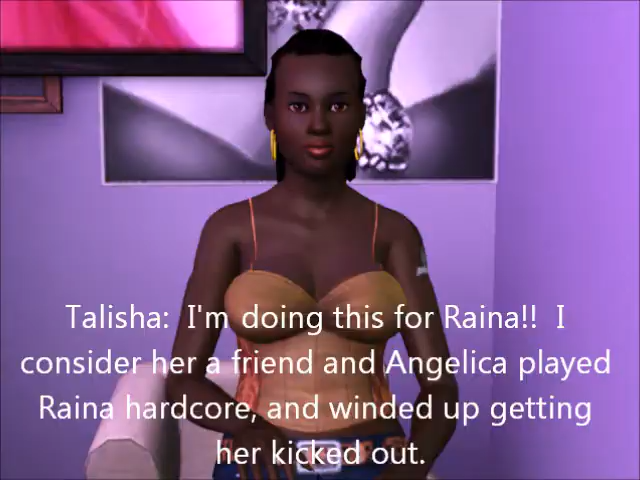 Talisha:  I'm doing this for Raina!!  I
consider her a friend and Angelica played
Raina hardcore, and winded up getting
her kicked out.